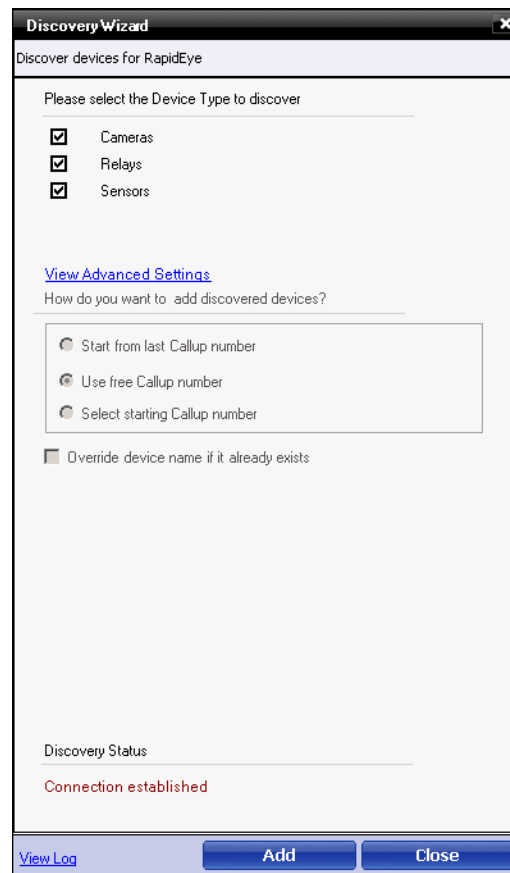 Discovery Wizard
Discover devices for RapidEye
Please select the Device Type to discover
Cameras
Relays
Sensors
View Advanced Settings
How do you want to add discovered devices?
Start from last Callup number
Use free Callup number
Select starting Callup number
Override device name if it already exists
Discovery Status
Connection established
View Log
Add
Close